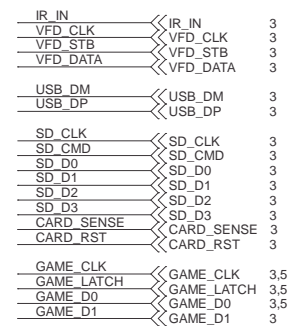 IR_IN IR_IN 3
VFD_CLK VFD_CLK 3
VFD_STB VFD_STB 3
VFD_DATA VFD_DATA 3
USB_DM USB_DM 3
USB_DP USB_DP 3
SD_CLK SD_CLK 3
SD_CMD SD_CMD 3
SD_D0 SD_D0 3
SD_D1 SD_D1 3
SD_D2 SD_D2 3
SD_D3 SD_D3 3
CARD_SENSE CARD_SENSE 3
CARD_RST CARD_RST 3
GAME_CLK GAME_CLK 3,5
GAME_LATCH GAME_LATCH 3,5
GAME_D0 GAME_D0 3,5
GAME_D1 GAME_D1 3